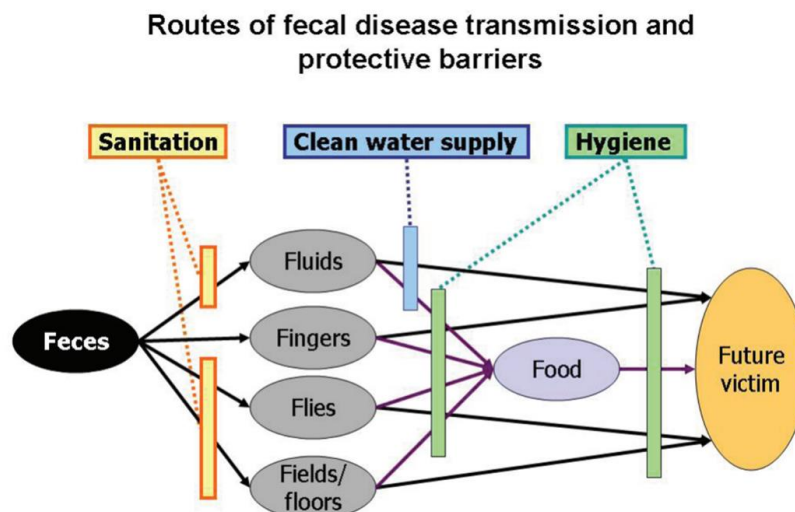 Routes of fecal disease transmission and
protective barriers
Sanitation
Clean water supply
Hygiene
Fluids
Feces
Fingers
Food
Future
victim
Flies
Fields/
floors